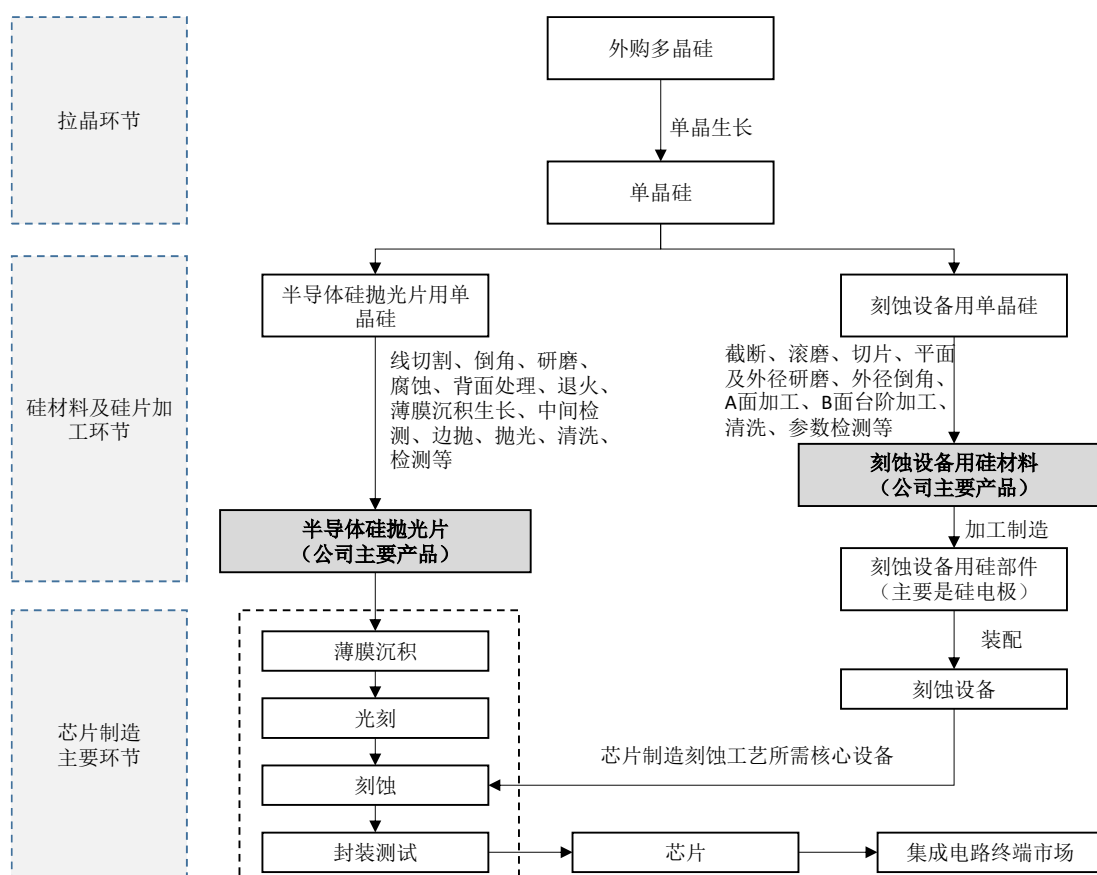 外购多晶硅
拉晶环节
单晶生长
单晶硅
半导体硅抛光片用单
晶硅
刻蚀设备用单晶硅
线切割、倒角、研磨、
腐蚀、背面处理、退火、
薄膜沉积生长、中间检
测、边抛、抛光、清洗、
检测等
截断、滚磨、切片、平面
及外径研磨、外径倒角、
A面加工、B面台阶加工、
清洗、参数检测等
硅材料及硅片加
工环节
刻蚀设备用硅材料
（公司主要产品）
半导体硅抛光片
（公司主要产品）
加工制造
刻蚀设备用硅部件
（主要是硅电极）
装配
薄膜沉积
刻蚀设备
光刻
芯片制造
主要环节
芯片制造刻蚀工艺所需核心设备
刻蚀
封装测试
芯片
集成电路终端市场